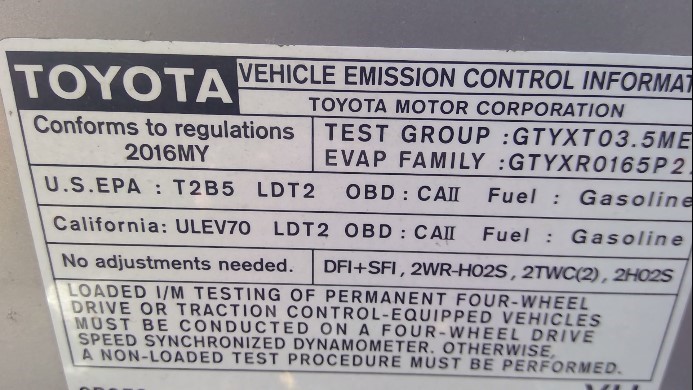 TOYOTA VEHICLE EMISSION CONTROL INFORMAT
TOYOTA MOTOR CORPORATION
Conforms to regulations
2016MY
TEST GROUP :GTYXT03.5ME
EVAP FAMILY :GTYXR0165P2
U.S.EPA : T2B5 LDT2 OBD : CAII Fuel : Gasoline
California: ULEV70 LDT2 OBD : CAII Fuel : Gasoline
No adjustments needed.
DFI+SFI , 2WR-HO2S , 2TWC(2) , 2HO2S
LOADED I/M TESTING OF PERMANENT FOUR-WHEEL
DRIVE OR TRACTION CONTROL-EQUIPPED VEHICLES
MUST BE CONDUCTED ON A FOUR-WHEEL DRIVE
SPEED SYNCHRONIZED DYNAMOMETER. OTHERWISE,
A NON-LOADED TEST PROCEDURE MUST BE PERFORMED.